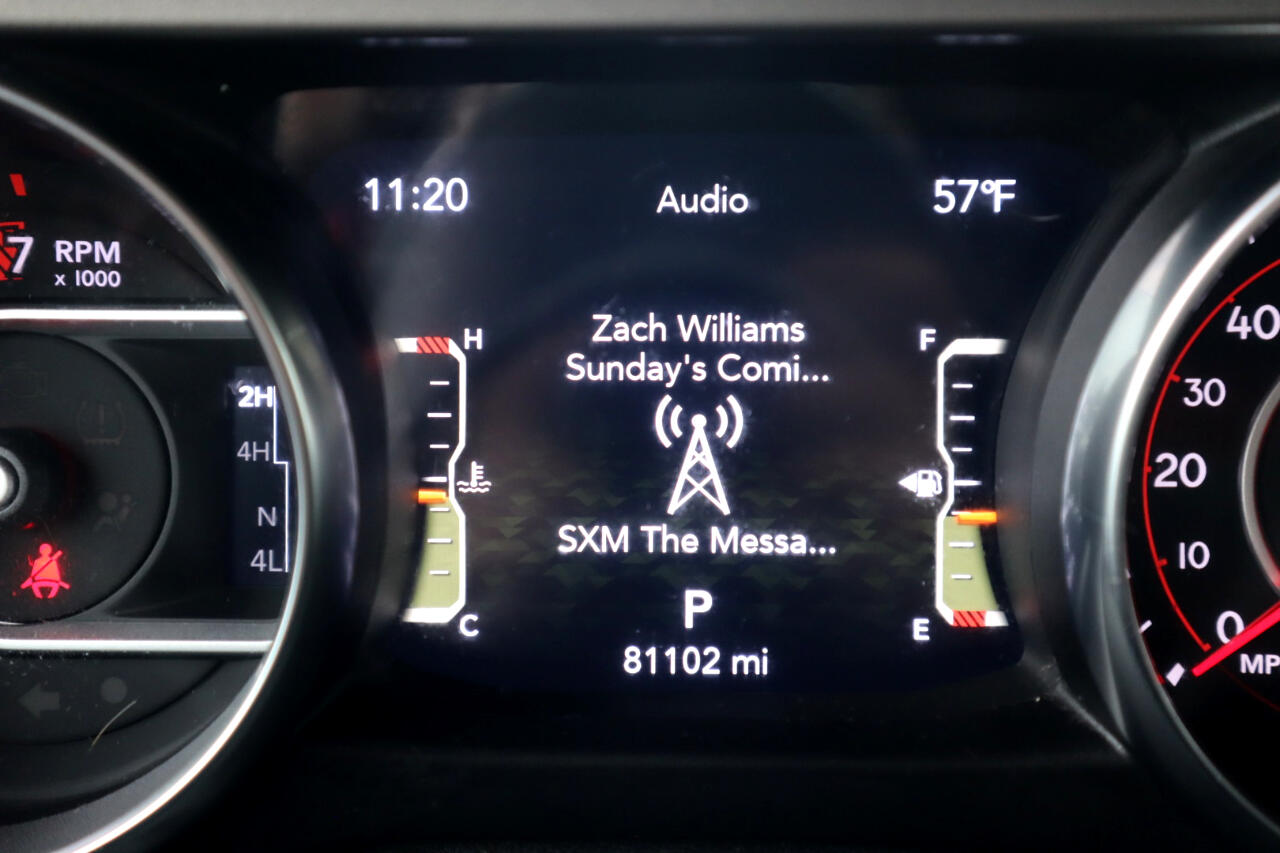 11:20 Audio 57°F
7 RPM
x 1000
H
Zach Williams
F
Sunday's Comi...
2H
4H
N
4L
SXM The Messa...
C
P
E
81102 mi
40
30
20
10
0
MP